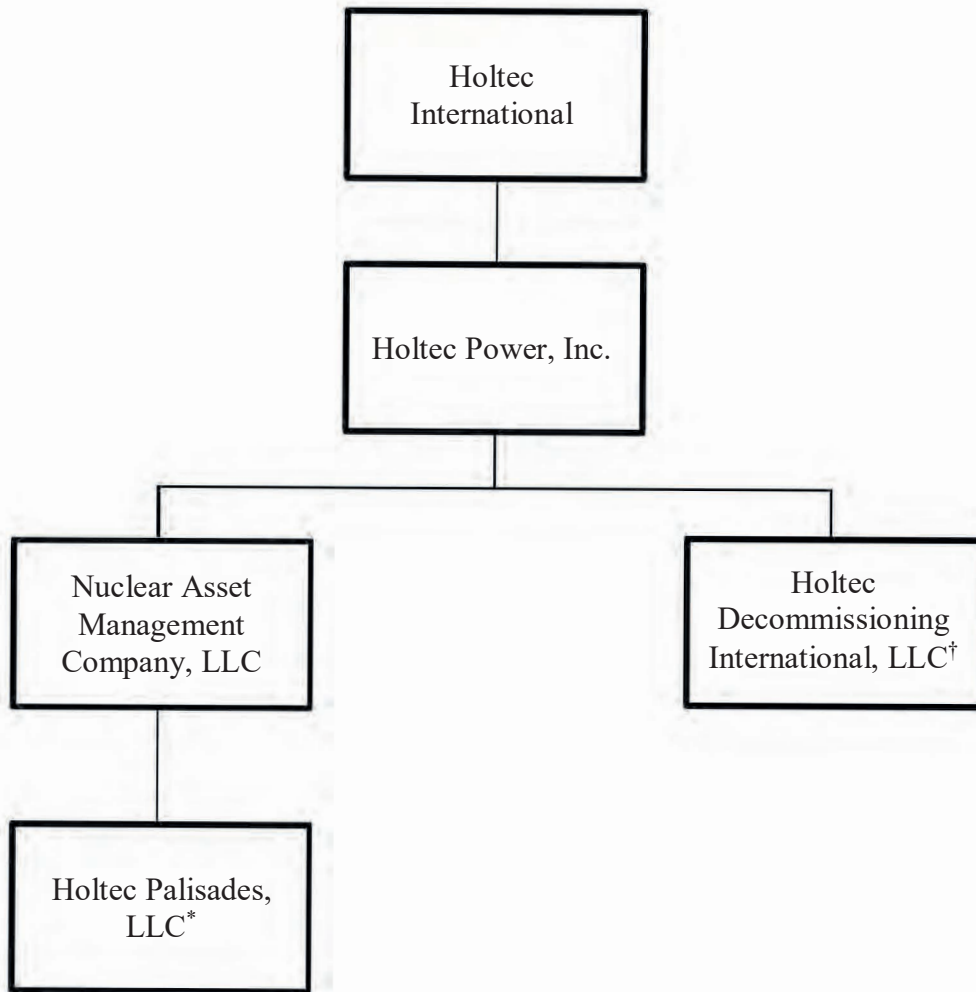 Holtec
International
Holtec Power, Inc.
Nuclear Asset
Management
Company, LLC
Holtec
Decommissioning
International, LLC†
Holtec Palisades,
LLC*